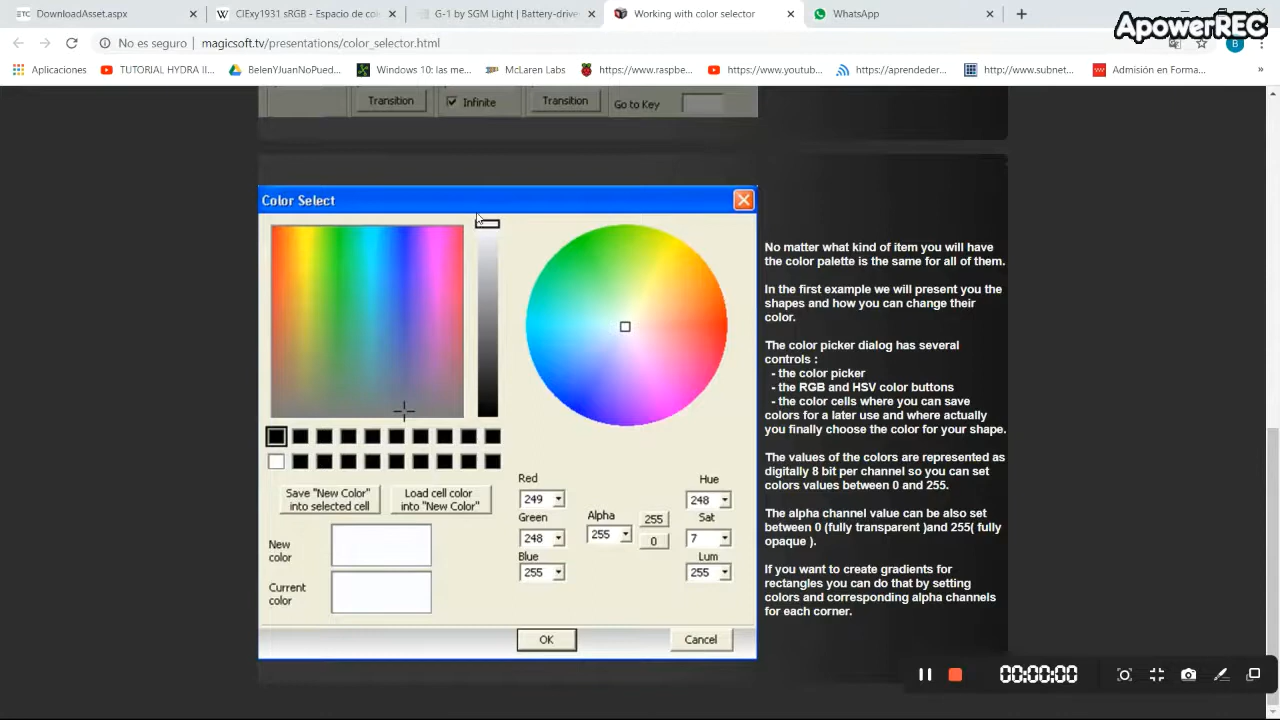 DownloadAsset.aspx
CIExy1931 sRGB - Espacio de co
G-1 by SGM Light | Battery-drive
Working with color selector
WhatsApp
ApowerREC
No es seguro
magicsoft.tv/presentations/color_selector.html
B
Aplicaciones
TUTORIAL HYDRA II...
BelenyJuanNoPued...
Windows 10: las me...
McLaren Labs
https://www.raspbe...
https://www.youtub...
https://aprendeder...
http://www.subnet...
Admisión en Forma...
Transition
Infinite
Transition
Go to Key
Color Select
No matter what kind of item you will have
the color palette is the same for all of them.
In the first example we will present you the
shapes and how you can change their
color.
The color picker dialog has several
controls :
- the color picker
- the RGB and HSV color buttons
- the color cells where you can save
colors for a later use and where actually
you finally choose the color for your shape.
The values of the colors are represented as
digitally 8 bit per channel so you can set
colors values between 0 and 255.
The alpha channel value can be also set
between 0 (fully transparent )and 255( fully
opaque ).
If you want to create gradients for
rectangles you can do that by setting
colors and corresponding alpha channels
for each corner.
Save "New Color"
into selected cell
Load cell color
into "New Color"
New
color
Current
color
Red
249
Green
248
Blue
255
Alpha
255
255
0
Hue
248
Sat
7
Lum
255
OK
Cancel
00:00:00